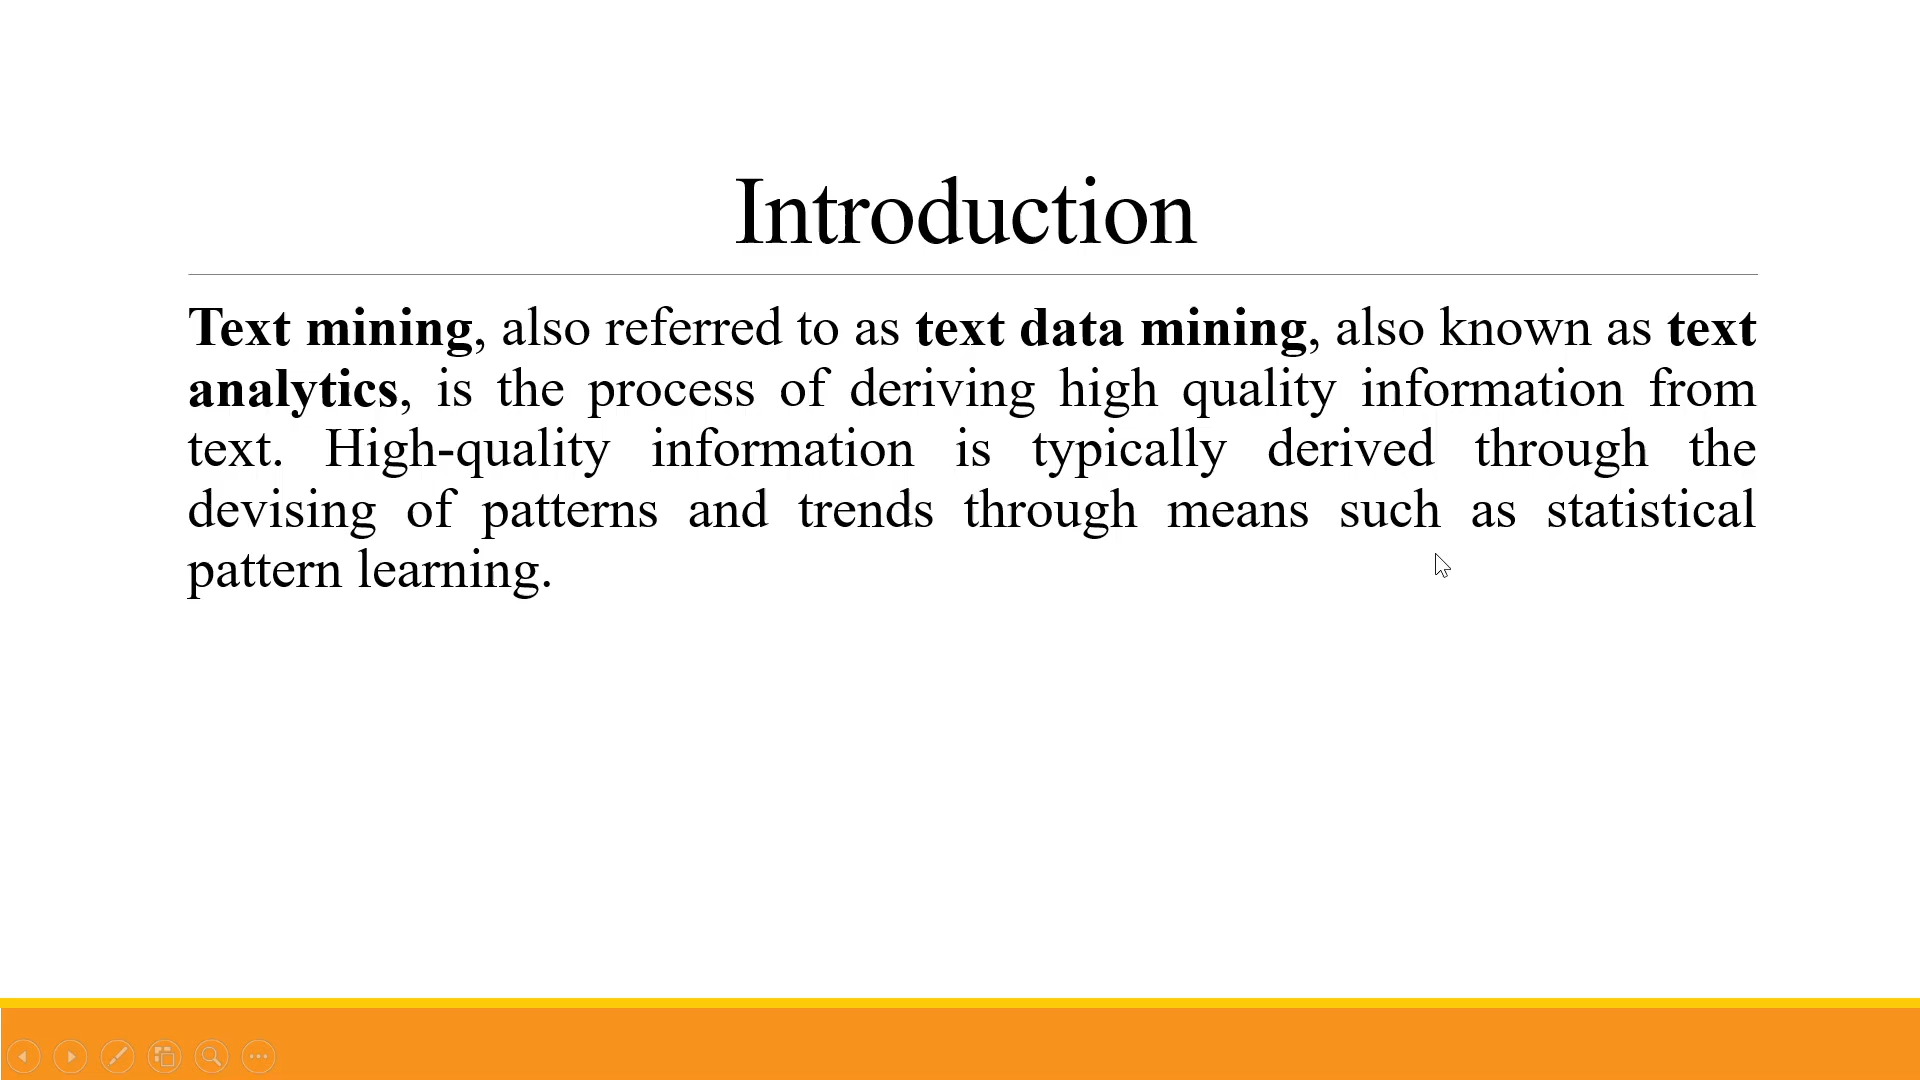 Introduction
Text mining, also referred to as text data mining, also known as text
analytics, is the process of deriving high quality information from
text. High-quality information is typically derived through the
devising of patterns and trends through means such as statistical
pattern learning.